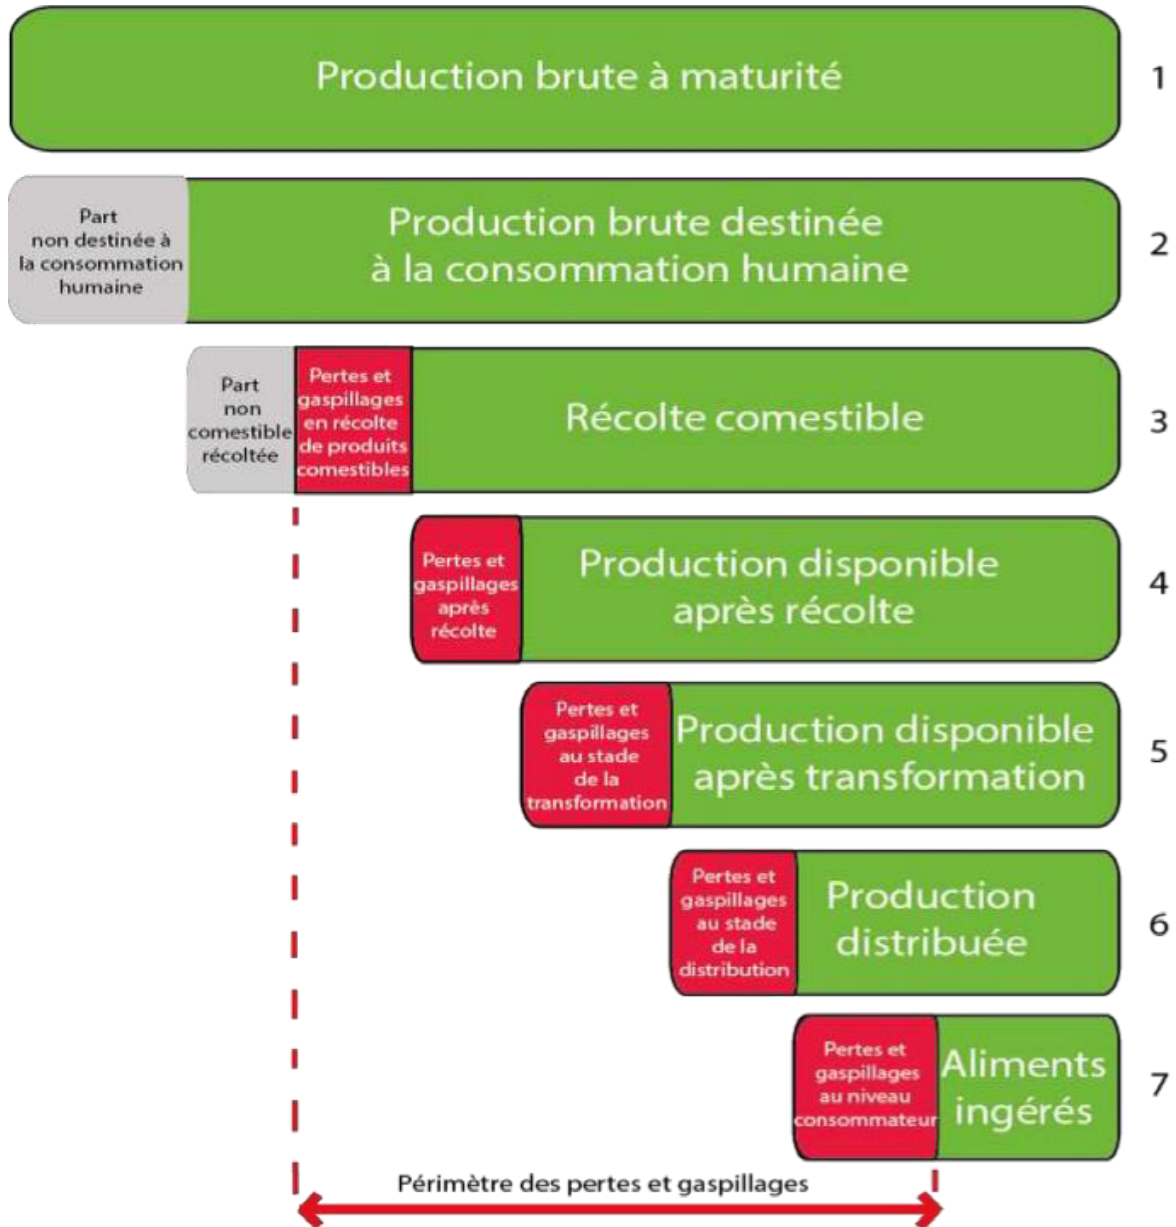 Production brute à maturité
1
Part
non destinée à
la consommation
humaine
Production brute destinée
à la consommation humaine
2
Part
non
comestible
récoltée
Pertes et
gaspillages
en récolte
de produits
comestibles
Récolte comestible
3
Pertes et
gaspillages
après
récolte
Production disponible
après récolte
4
Pertes et
gaspillages
au stade
de la
transformation
Production disponible
après transformation
5
Pertes et
gaspillages
au stade
de la
distribution
Production
distribuée
6
Pertes et
gaspillages
au niveau
consommateur
Aliments
ingérés
7
Périmètre des pertes et gaspillages